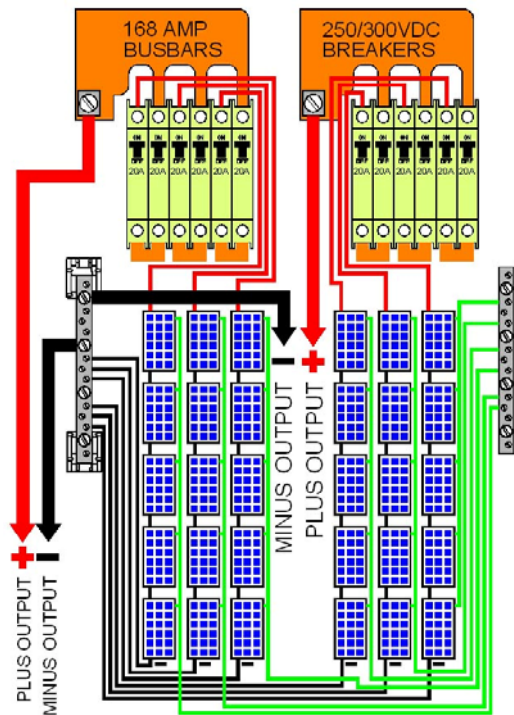 168 AMP
BUSBARS
250/300VDC
BREAKERS
ON ON ON ON ON ON
OFF OFF OFF OFF OFF OFF
20A 20A 20A 20A 20A 20A
ON ON ON ON ON ON
OFF OFF OFF OFF OFF OFF
20A 20A 20A 20A 20A 20A
− +
MINUS OUTPUT
PLUS OUTPUT
+ −
PLUS OUTPUT
MINUS OUTPUT